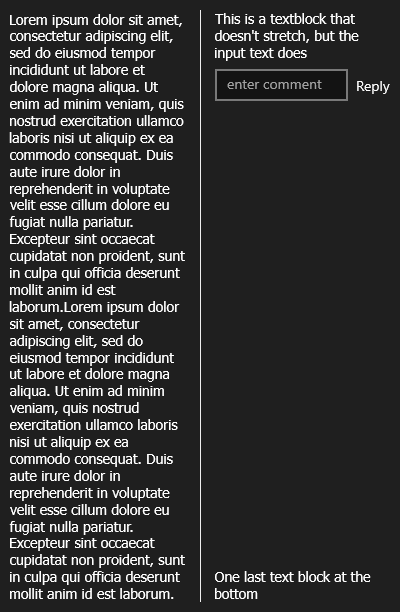 Lorem ipsum dolor sit amet,
consectetur adipiscing elit,
sed do eiusmod tempor
incididunt ut labore et
dolore magna aliqua. Ut
enim ad minim veniam, quis
nostrud exercitation ullamco
laboris nisi ut aliquip ex ea
commodo consequat. Duis
aute irure dolor in
reprehenderit in voluptate
velit esse cillum dolore eu
fugiat nulla pariatur.
Excepteur sint occaecat
cupidatat non proident, sunt
in culpa qui officia deserunt
mollit anim id est
laborum.Lorem ipsum dolor
sit amet, consectetur
adipiscing elit, sed do
eiusmod tempor incididunt
ut labore et dolore magna
aliqua. Ut enim ad minim
veniam, quis nostrud
exercitation ullamco laboris
nisi ut aliquip ex ea
commodo consequat. Duis
aute irure dolor in
reprehenderit in voluptate
velit esse cillum dolore eu
fugiat nulla pariatur.
Excepteur sint occaecat
cupidatat non proident, sunt
in culpa qui officia deserunt
mollit anim id est laborum.
This is a textblock that
doesn't stretch, but the
input text does
enter comment
Reply
One last text block at the
bottom